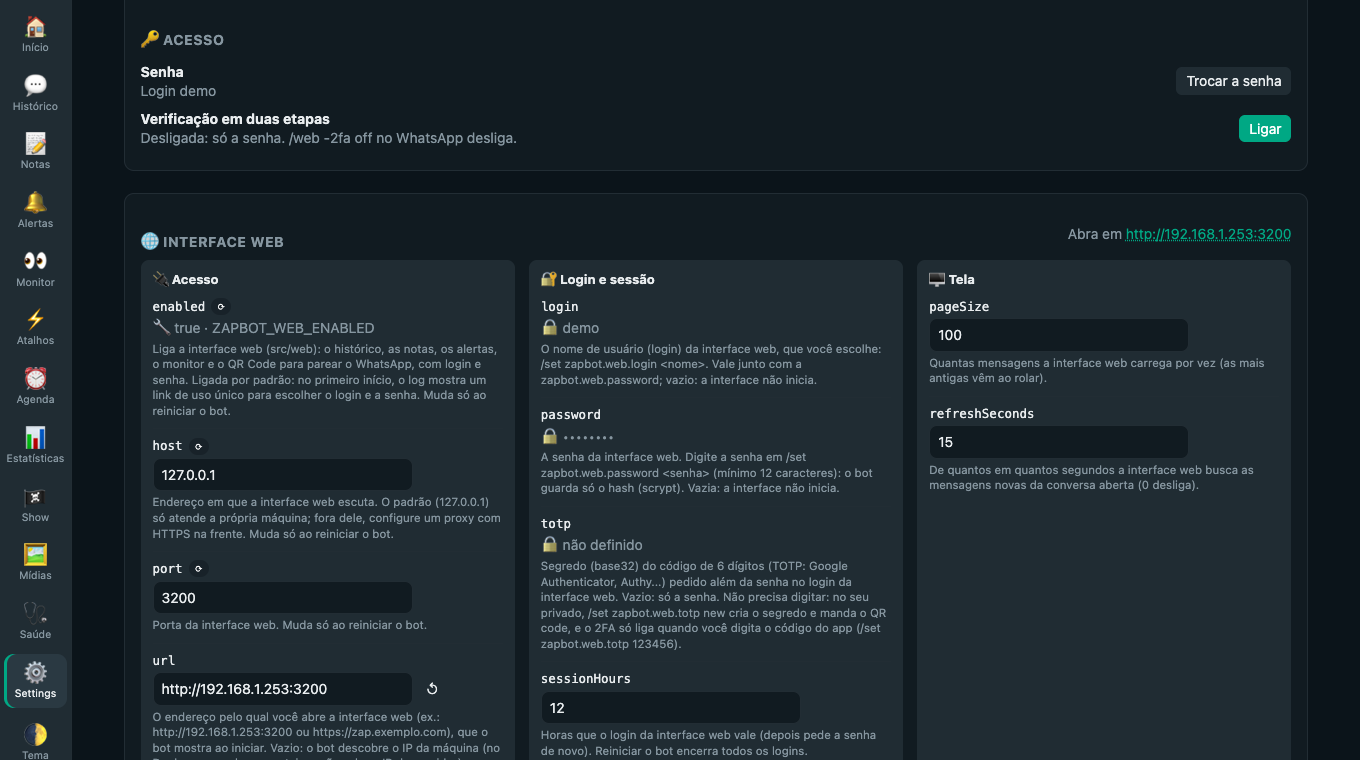 Início
Histórico
Notas
Alertas
Monitor
Atalhos
Agenda
Estatísticas
Show
Mídias
Saúde
Settings
Tema
ACESSO
Senha
Login demo
Trocar a senha
Verificação em duas etapas
Desligada: só a senha. /web -2fa off no WhatsApp desliga.
Ligar
INTERFACE WEB
Abra em http://192.168.1.253:3200
Acesso
enabled
true · ZAPBOT_WEB_ENABLED
Liga a interface web (src/web): o histórico, as notas, os alertas,
o monitor e o QR Code para parear o WhatsApp, com login e
senha. Ligada por padrão: no primeiro início, o log mostra um
link de uso único para escolher o login e a senha. Muda só ao
reiniciar o bot.
host
127.0.0.1
Endereço em que a interface web escuta. O padrão (127.0.0.1)
só atende a própria máquina; fora dele, configure um proxy com
HTTPS na frente. Muda só ao reiniciar o bot.
port
3200
Porta da interface web. Muda só ao reiniciar o bot.
url
http://192.168.1.253:3200
O endereço pelo qual você abre a interface web (ex.:
http://192.168.1.253:3200 ou https://zap.exemplo.com), que o
bot mostra ao iniciar. Vazio: o bot descobre o IP da máquina (no
Login e sessão
login
demo
O nome de usuário (login) da interface web, que você escolhe:
/set zapbot.web.login <nome>. Vale junto com a
zapbot.web.password; vazio: a interface não inicia.
password
••••••••
A senha da interface web. Digite a senha em /set
zapbot.web.password <senha> (mínimo 12 caracteres): o bot
guarda só o hash (scrypt). Vazia: a interface não inicia.
totp
não definido
Segredo (base32) do código de 6 dígitos (TOTP: Google
Authenticator, Authy...) pedido além da senha no login da
interface web. Vazio: só a senha. Não precisa digitar: no seu
privado, /set zapbot.web.totp new cria o segredo e manda o QR
code, e o 2FA só liga quando você digita o código do app (/set
zapbot.web.totp 123456).
sessionHours
12
Horas que o login da interface web vale (depois pede a senha
de novo). Reiniciar o bot encerra todos os logins.
Tela
pageSize
100
Quantas mensagens a interface web carrega por vez (as mais
antigas vêm ao rolar).
refreshSeconds
15
De quantos em quantos segundos a interface web busca as
mensagens novas da conversa aberta (0 desliga).